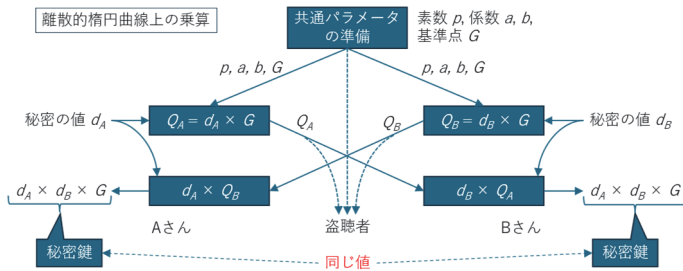 離散的楕円曲線上の乗算
共通パラメータ
の準備
素数 p, 係数 a, b,
基準点 G
p, a, b, G
p, a, b, G
秘密の値 dA
QA = dA × G
QA
QB
QB = dB × G
秘密の値 dB
dA × dB × G
dA × QB
dB × QA
dA × dB × G
Aさん
盗聴者
Bさん
秘密鍵
同じ値
秘密鍵